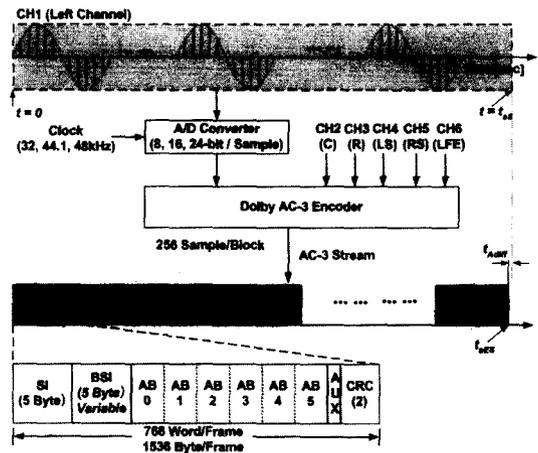 CH1 (Left Channel)
c]
t = 0
t = taE
Clock
(32, 44.1, 48kHz)
A/D Converter
(8, 16, 24-bit / Sample)
CH2 CH3 CH4 CH5 CH6
(C) (R) (LS) (RS) (LFE)
Dolby AC-3 Encoder
256 Sample/Block
AC-3 Stream
tAdiff
... ... ... ...
taES
SI
(5 Byte)
BSI
(5 Byte)
Variable
AB
0
AB
1
AB
2
AB
3
AB
4
AB
5
A
U
X
CRC
(2)
768 Word/Frame
1536 Byte/Frame